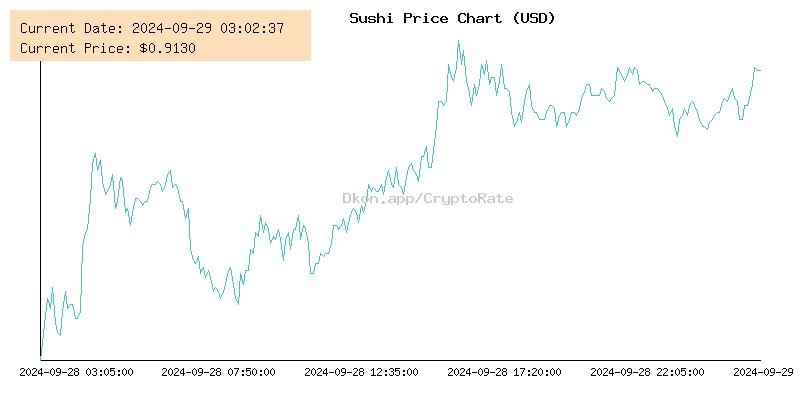 Sushi Price Chart (USD)
Current Date: 2024-09-29 03:02:37
Current Price: $0.9130
Dkon.app/CryptoRate
2024-09-28 03:05:00 2024-09-28 07:50:00 2024-09-28 12:35:00 2024-09-28 17:20:00 2024-09-28 22:05:00 2024-09-29